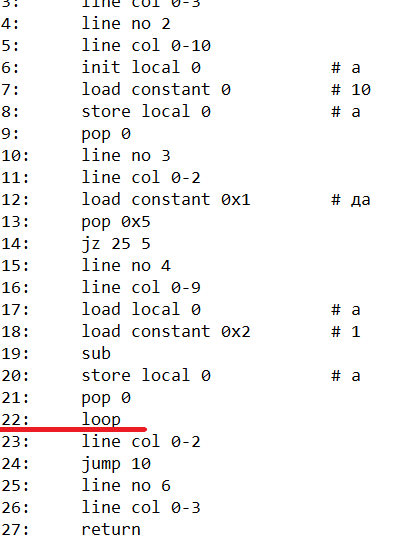 3: line col 0-3
4: line no 2
5: line col 0-10
6: init local 0 # a
7: load constant 0 # 10
8: store local 0 # a
9: pop 0
10: line no 3
11: line col 0-2
12: load constant 0x1 # да
13: pop 0x5
14: jz 25 5
15: line no 4
16: line col 0-9
17: load local 0 # a
18: load constant 0x2 # 1
19: sub
20: store local 0 # a
21: pop 0
22: loop
23: line col 0-2
24: jump 10
25: line no 6
26: line col 0-3
27: return